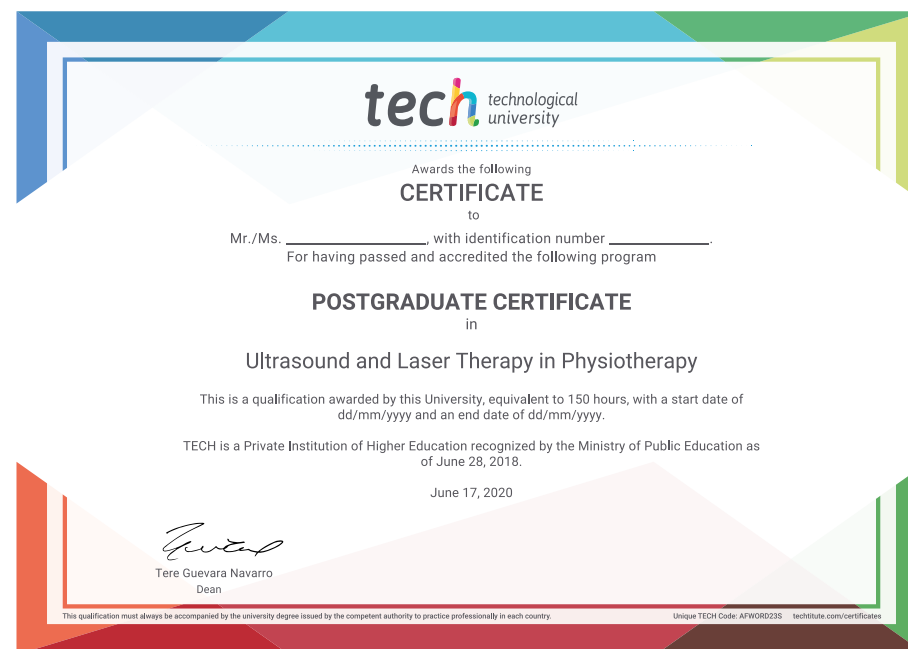 tech technological
university
Awards the following
CERTIFICATE
to
Mr./Ms. ____________, with identification number ____________.
For having passed and accredited the following program
POSTGRADUATE CERTIFICATE
in
Ultrasound and Laser Therapy in Physiotherapy
This is a qualification awarded by this University, equivalent to 150 hours, with a start date of
dd/mm/yyyy and an end date of dd/mm/yyyy.
TECH is a Private Institution of Higher Education recognized by the Ministry of Public Education as
of June 28, 2018.
June 17, 2020
Tere Guevara Navarro
Dean
This qualification must always be accompanied by the university degree issued by the competent authority to practice professionally in each country. Unique TECH Code: AFWORD23S techtitute.com/certificates